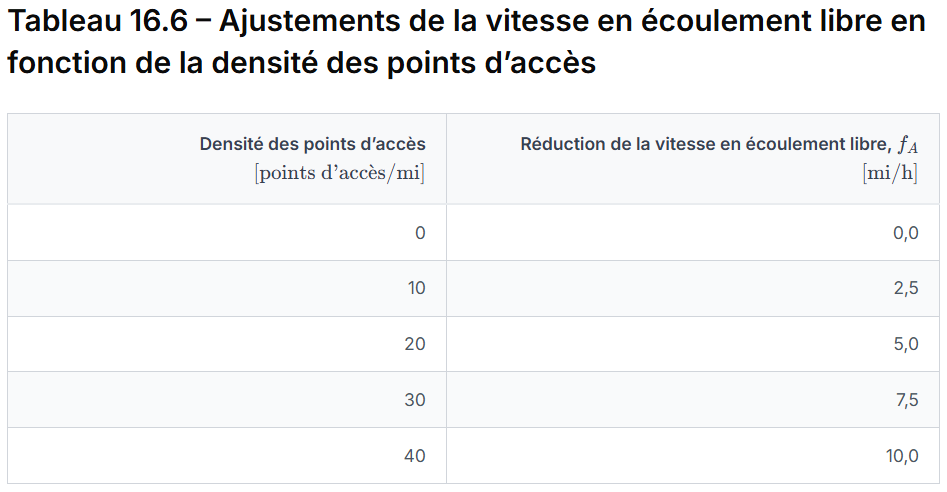 Tableau 16.6 – Ajustements de la vitesse en écoulement libre en
fonction de la densité des points d’accès
Densité des points d’accès Réduction de la vitesse en écoulement libre, f_A
[points d’accès/mi] [mi/h]
0 0,0
10 2,5
20 5,0
30 7,5
40 10,0